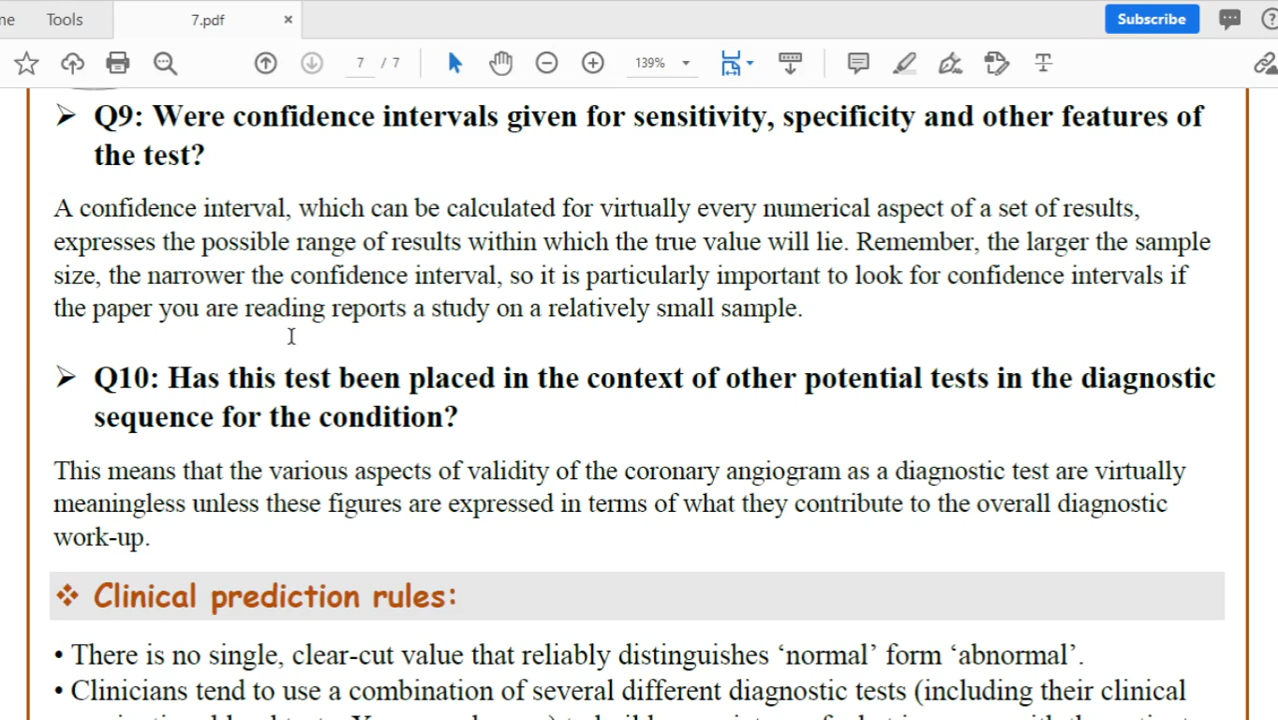 me Tools 7.pdf × Subscribe
7 / 7 139%
➢ Q9: Were confidence intervals given for sensitivity, specificity and other features of
the test?
A confidence interval, which can be calculated for virtually every numerical aspect of a set of results,
expresses the possible range of results within which the true value will lie. Remember, the larger the sample
size, the narrower the confidence interval, so it is particularly important to look for confidence intervals if
the paper you are reading reports a study on a relatively small sample.
➢ Q10: Has this test been placed in the context of other potential tests in the diagnostic
sequence for the condition?
This means that the various aspects of validity of the coronary angiogram as a diagnostic test are virtually
meaningless unless these figures are expressed in terms of what they contribute to the overall diagnostic
work-up.
❖ Clinical prediction rules:
• There is no single, clear-cut value that reliably distinguishes ‘normal’ form ‘abnormal’.
• Clinicians tend to use a combination of several different diagnostic tests (including their clinical